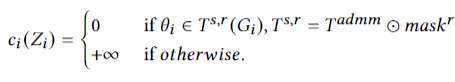 c_i(Z_i) = { 0 if θ_i ∈ T^{s,r}(G_i), T^{s,r} = T^{admm} ⊙ mask^r
+∞ if otherwise.